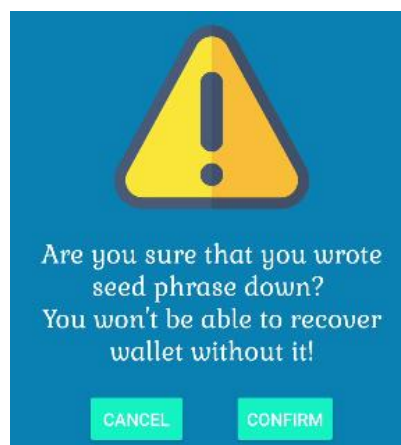 Are you sure that you wrote
seed phrase down?
You won't be able to recover
wallet without it!
CANCEL CONFIRM